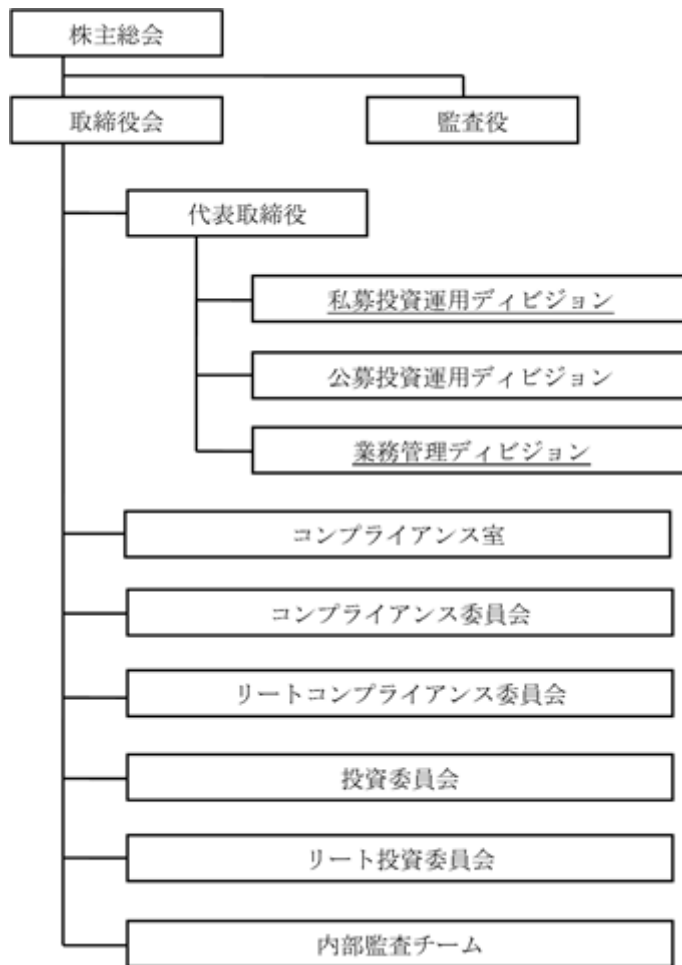 株主総会
取締役会
監査役
代表取締役
私募投資運用ディビジョン
公募投資運用ディビジョン
業務管理ディビジョン
コンプライアンス室
コンプライアンス委員会
リートコンプライアンス委員会
投資委員会
リート投資委員会
内部監査チーム